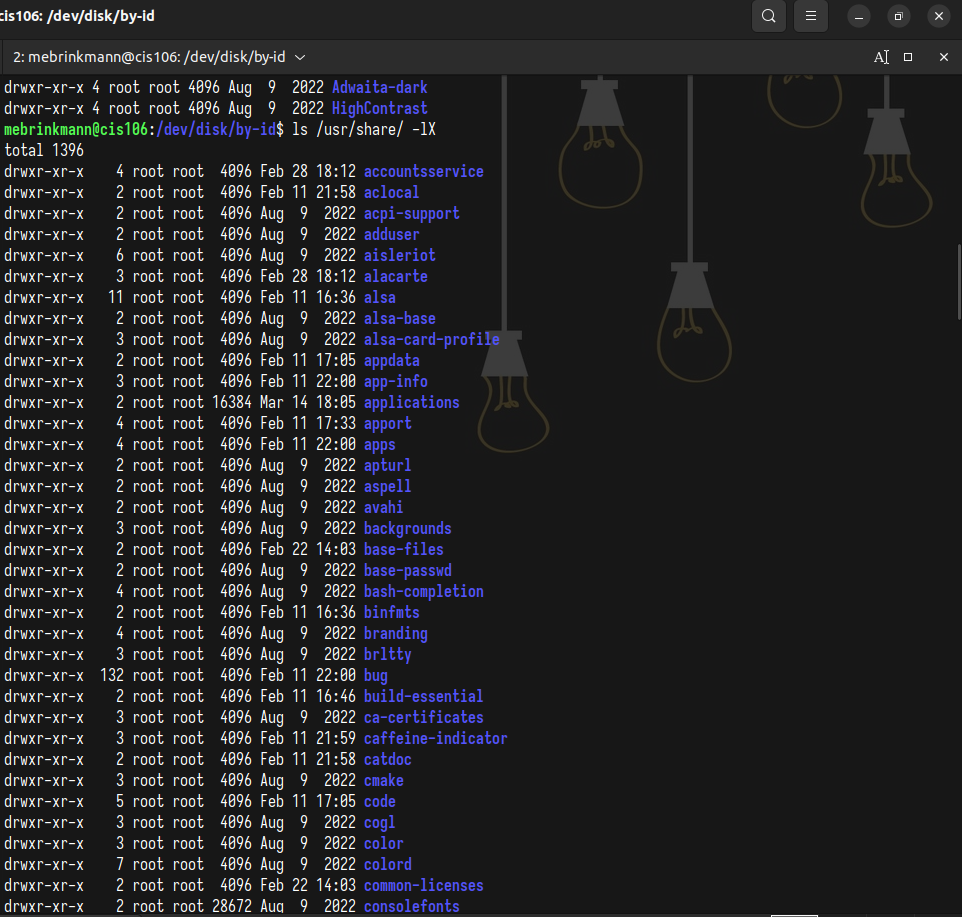 cis106: /dev/disk/by-id
2: mebrinkmann@cis106: /dev/disk/by-id
drwxr-xr-x 4 root root 4096 Aug  9  2022 Adwaita-dark
drwxr-xr-x 4 root root 4096 Aug  9  2022 HighContrast
mebrinkmann@cis106:/dev/disk/by-id$ ls /usr/share/ -lX
total 1396
drwxr-xr-x    4 root root  4096 Feb 28 18:12 accountsservice
drwxr-xr-x    2 root root  4096 Feb 11 21:58 aclocal
drwxr-xr-x    2 root root  4096 Aug  9  2022 acpi-support
drwxr-xr-x    2 root root  4096 Aug  9  2022 adduser
drwxr-xr-x    6 root root  4096 Aug  9  2022 aisleriot
drwxr-xr-x    3 root root  4096 Feb 28 18:12 alacarte
drwxr-xr-x   11 root root  4096 Feb 11 16:36 alsa
drwxr-xr-x    2 root root  4096 Aug  9  2022 alsa-base
drwxr-xr-x    3 root root  4096 Aug  9  2022 alsa-card-profile
drwxr-xr-x    2 root root  4096 Feb 11 17:05 appdata
drwxr-xr-x    3 root root  4096 Feb 11 22:00 app-info
drwxr-xr-x    2 root root 16384 Mar 14 18:05 applications
drwxr-xr-x    4 root root  4096 Feb 11 17:33 apport
drwxr-xr-x    4 root root  4096 Feb 11 22:00 apps
drwxr-xr-x    2 root root  4096 Aug  9  2022 apturl
drwxr-xr-x    2 root root  4096 Aug  9  2022 aspell
drwxr-xr-x    2 root root  4096 Aug  9  2022 avahi
drwxr-xr-x    3 root root  4096 Aug  9  2022 backgrounds
drwxr-xr-x    2 root root  4096 Feb 22 14:03 base-files
drwxr-xr-x    2 root root  4096 Aug  9  2022 base-passwd
drwxr-xr-x    4 root root  4096 Aug  9  2022 bash-completion
drwxr-xr-x    2 root root  4096 Feb 11 16:36 binfmts
drwxr-xr-x    4 root root  4096 Aug  9  2022 branding
drwxr-xr-x    3 root root  4096 Aug  9  2022 brltty
drwxr-xr-x  132 root root  4096 Feb 11 22:00 bug
drwxr-xr-x    2 root root  4096 Feb 11 16:46 build-essential
drwxr-xr-x    3 root root  4096 Aug  9  2022 ca-certificates
drwxr-xr-x    3 root root  4096 Feb 11 21:59 caffeine-indicator
drwxr-xr-x    2 root root  4096 Feb 11 21:58 catdoc
drwxr-xr-x    3 root root  4096 Aug  9  2022 cmake
drwxr-xr-x    5 root root  4096 Feb 11 17:05 code
drwxr-xr-x    3 root root  4096 Aug  9  2022 cogl
drwxr-xr-x    3 root root  4096 Aug  9  2022 color
drwxr-xr-x    7 root root  4096 Aug  9  2022 colord
drwxr-xr-x    2 root root  4096 Feb 22 14:03 common-licenses
drwxr-xr-x    2 root root 28672 Aug  9  2022 consolefonts